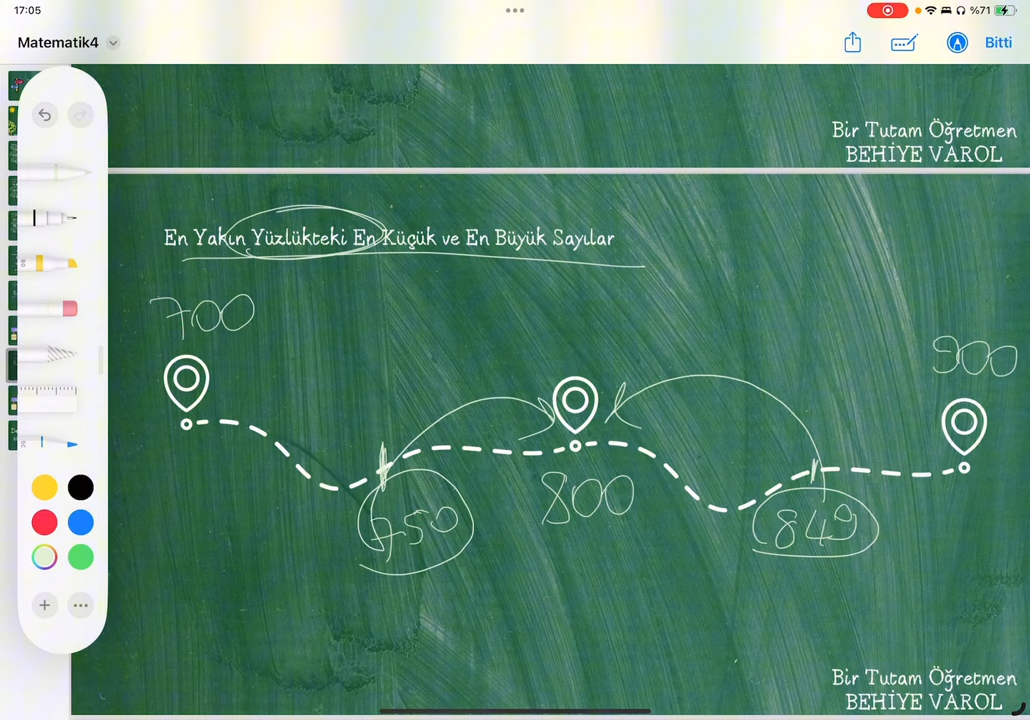 17:05
%71
Matematik4
Bitti
Bir Tutam Öğretmen
BEHİYE VAROL
En Yakın Yüzlükteki En Küçük ve En Büyük Sayılar
700
900
800
750
849
Bir Tutam Öğretmen
BEHİYE VAROL